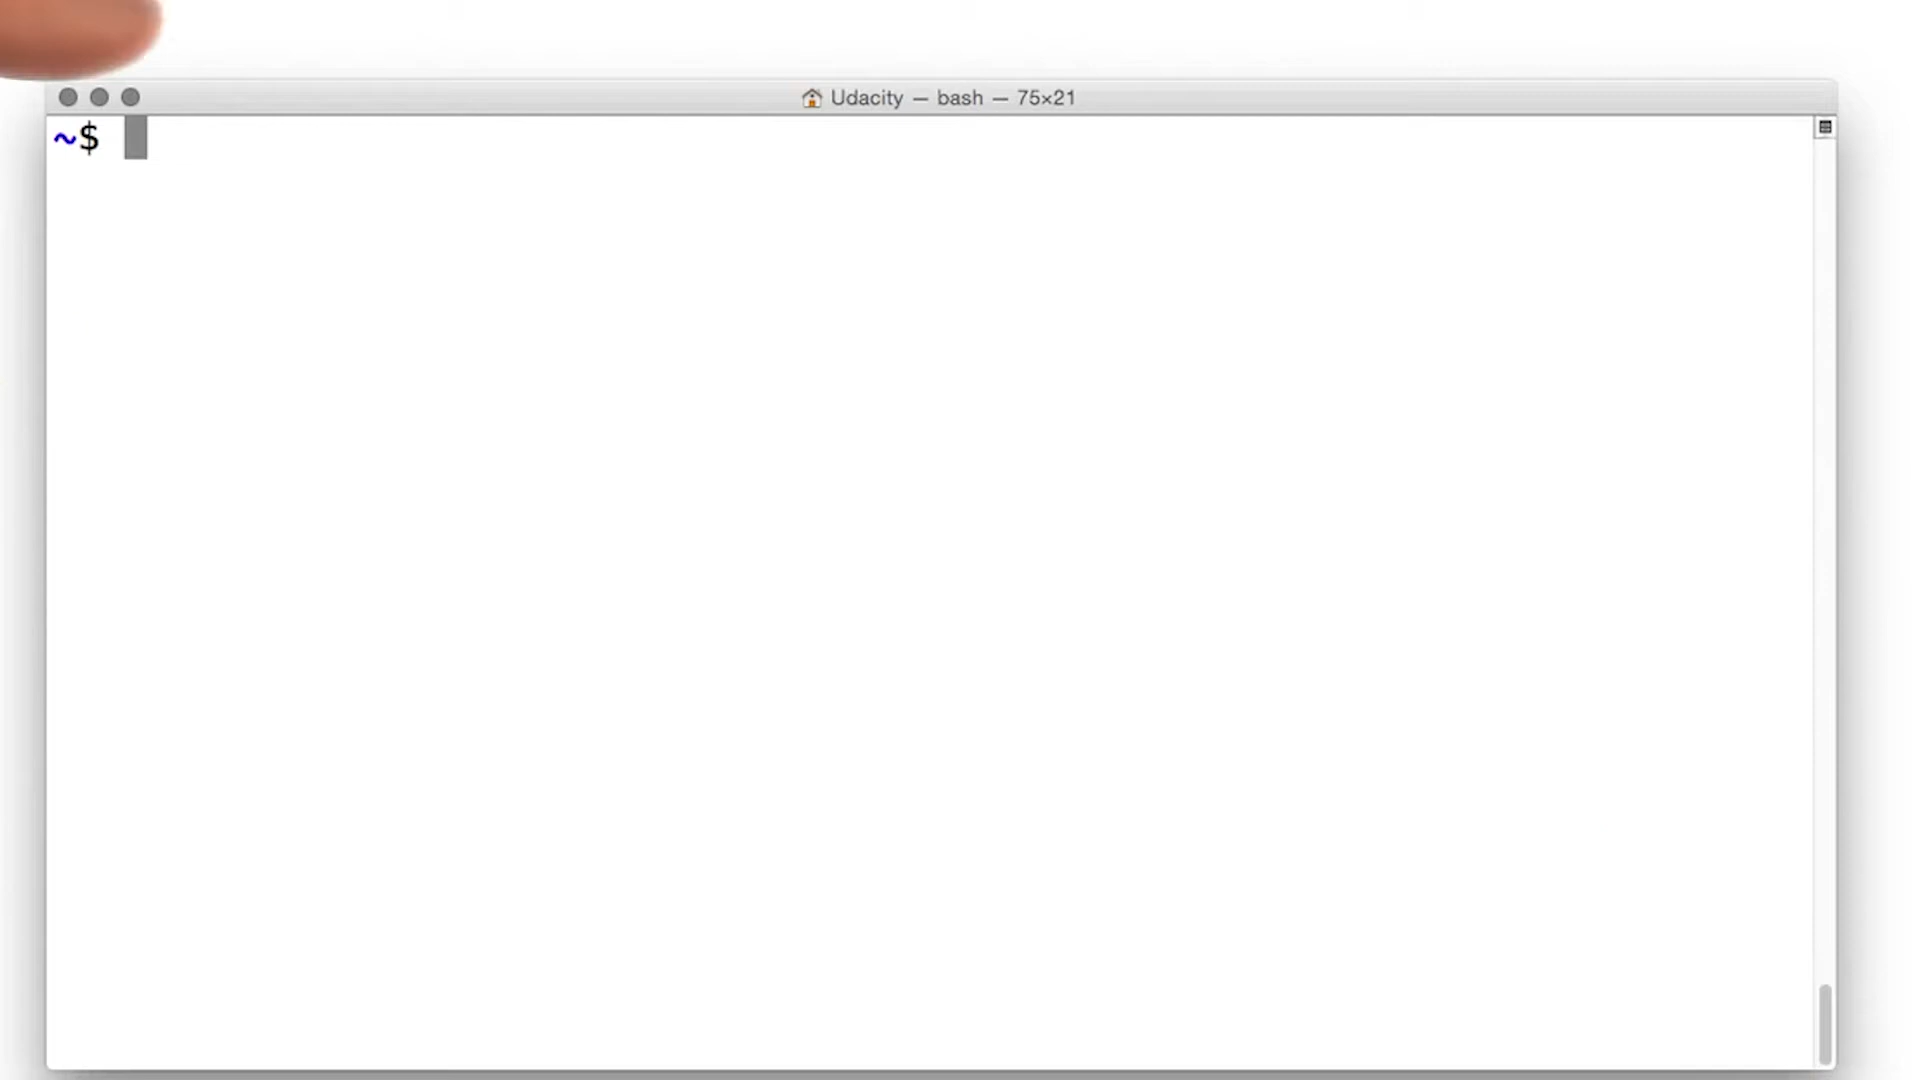 Udacity — bash — 75×21
~$